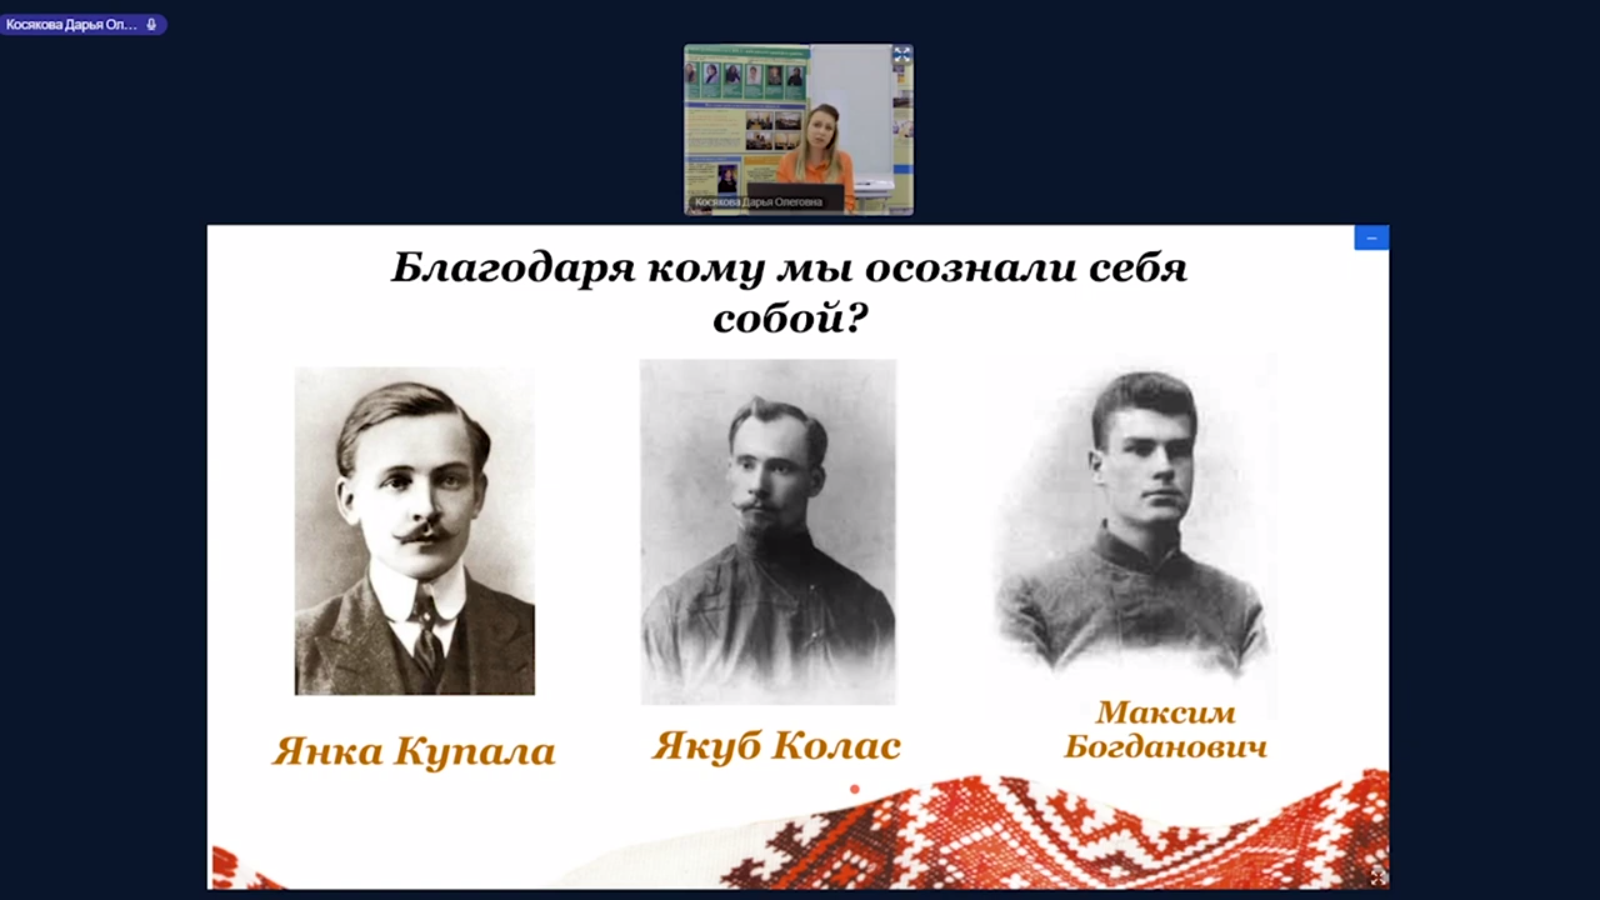 Косякова Дарья Ол...
Косякова Дарья Олеговна
Благодаря кому мы осознали себя
собой?
Янка Купала
Якуб Колас
Максим
Богданович